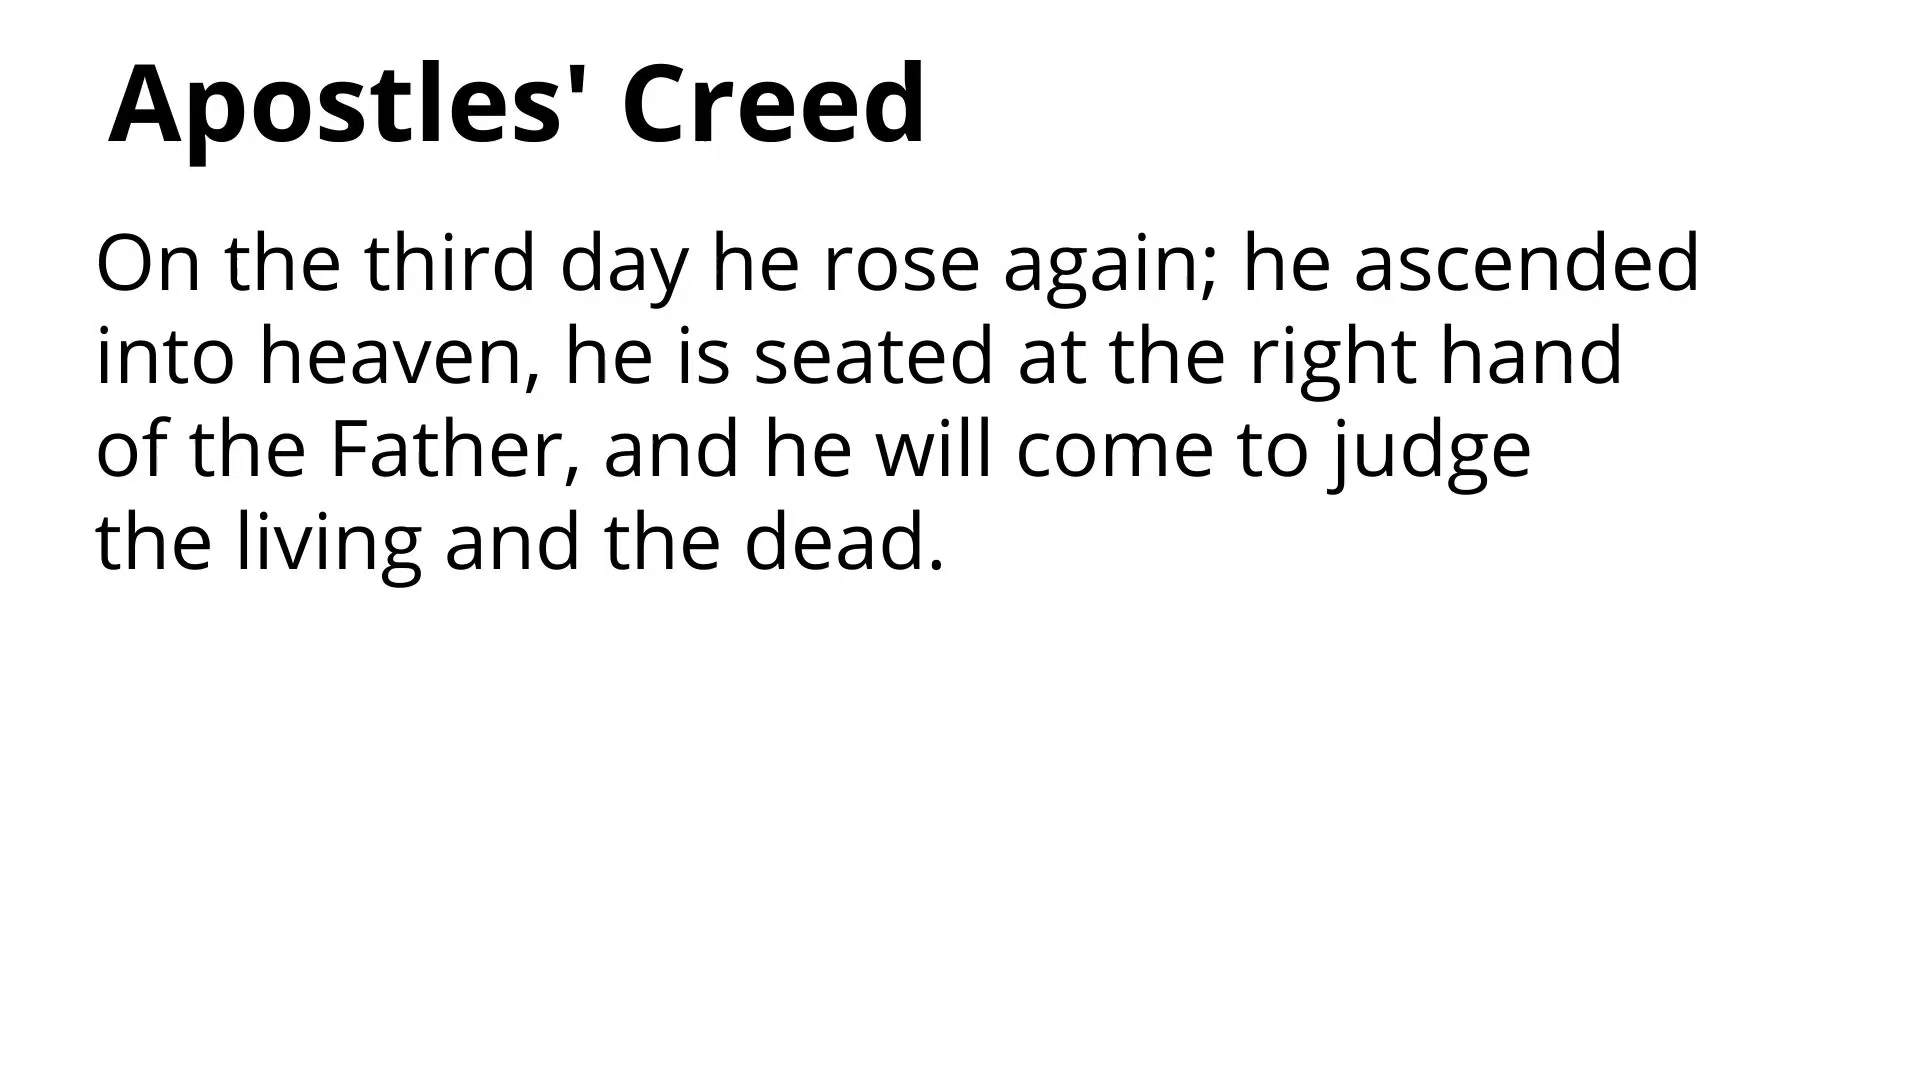 Apostles' Creed
On the third day he rose again; he ascended
into heaven, he is seated at the right hand
of the Father, and he will come to judge
the living and the dead.